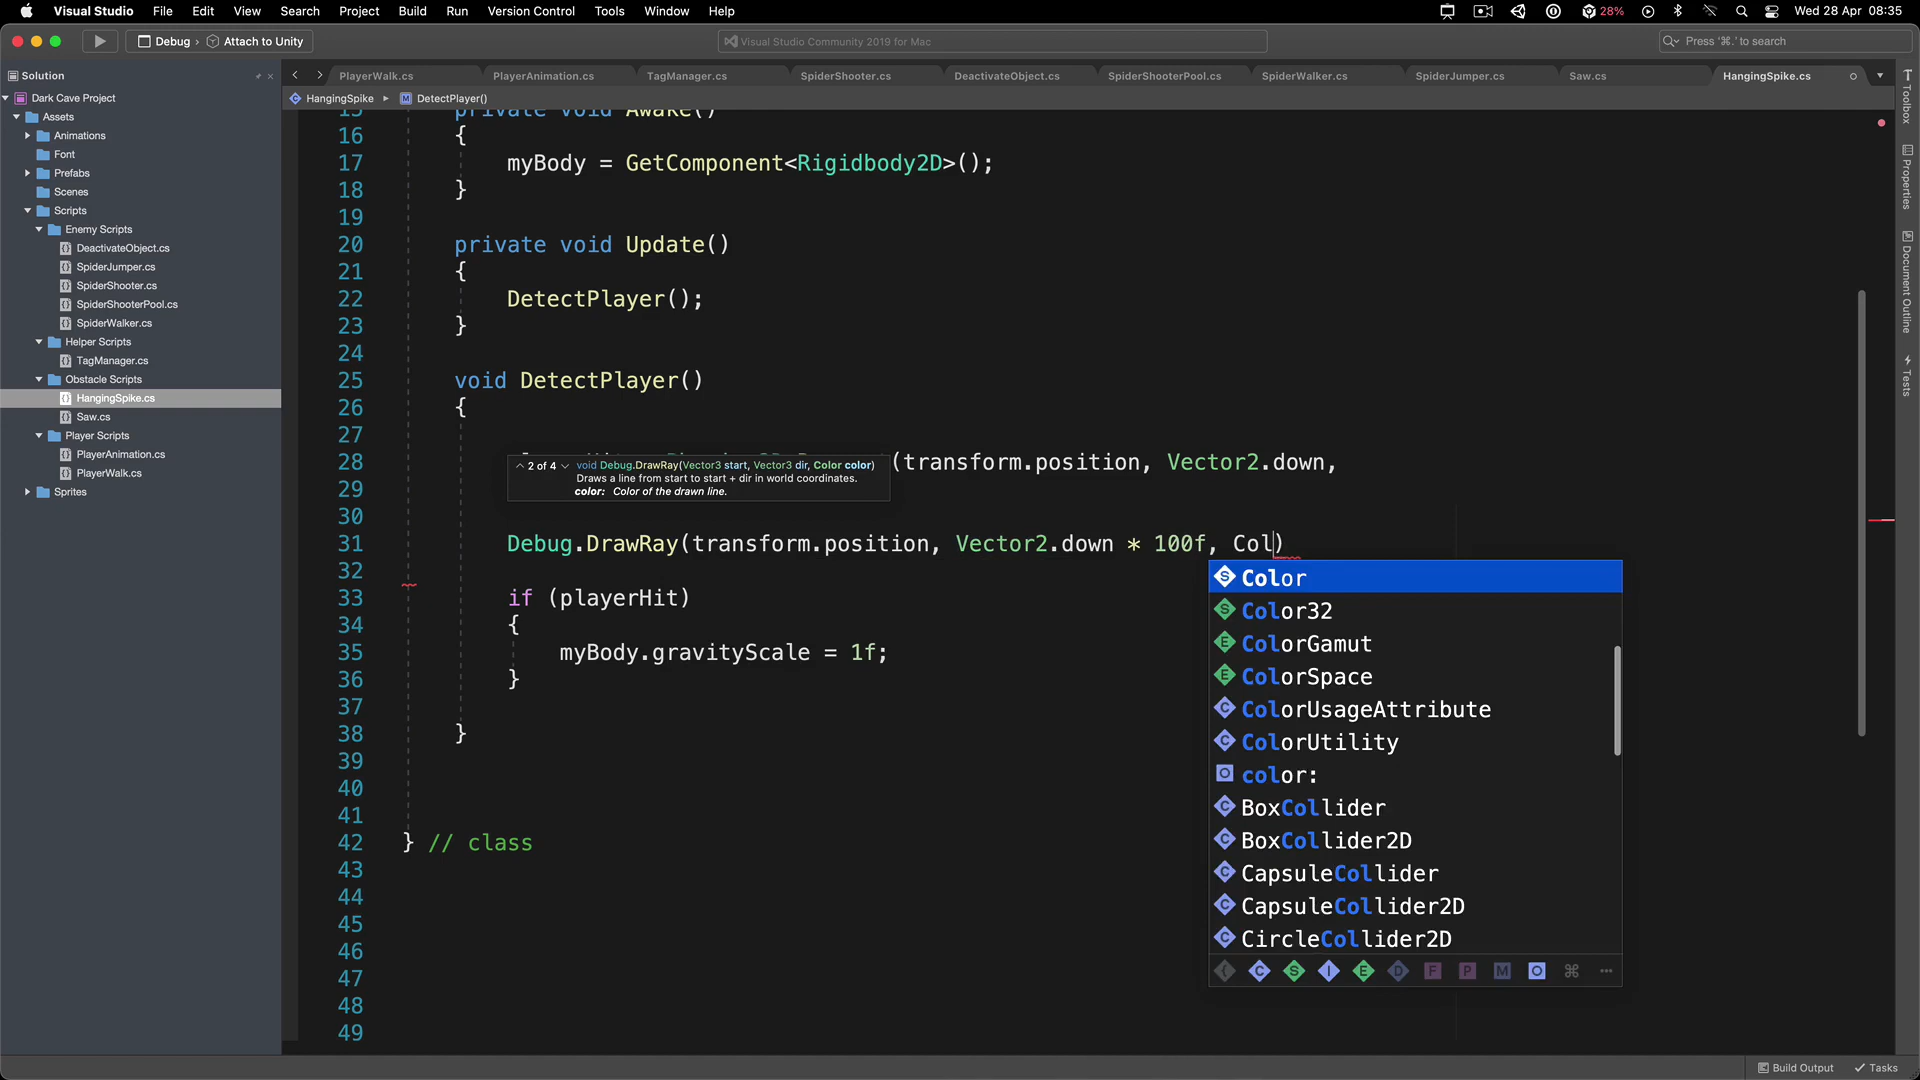 Visual Studio File Edit View Search Project Build Run Version Control Tools Window Help 28% Wed 28 Apr 08:35
Debug › Attach to Unity Visual Studio Community 2019 for Mac Press '⌘.' to search
Solution
PlayerWalk.cs PlayerAnimation.cs TagManager.cs SpiderShooter.cs DeactivateObject.cs SpiderShooterPool.cs SpiderWalker.cs SpiderJumper.cs Saw.cs HangingSpike.cs
HangingSpike DetectPlayer()
Dark Cave Project
Assets
Animations
Font
Prefabs
Scenes
Scripts
Enemy Scripts
DeactivateObject.cs
SpiderJumper.cs
SpiderShooter.cs
SpiderShooterPool.cs
SpiderWalker.cs
Helper Scripts
TagManager.cs
Obstacle Scripts
HangingSpike.cs
Saw.cs
Player Scripts
PlayerAnimation.cs
PlayerWalk.cs
Sprites
15 private void Awake()
16 {
17 myBody = GetComponent<Rigidbody2D>();
18 }
19
20 private void Update()
21 {
22 DetectPlayer();
23 }
24
25 void DetectPlayer()
26 {
27
28 (transform.position, Vector2.down,
29
30
31 Debug.DrawRay(transform.position, Vector2.down * 100f, Col)
32
33 if (playerHit)
34 {
35 myBody.gravityScale = 1f;
36 }
37
38 }
39
40
41
42 } // class
43
44
45
46
47
48
49
2 of 4 void Debug.DrawRay(Vector3 start, Vector3 dir, Color color)
Draws a line from start to start + dir in world coordinates.
color: Color of the drawn line.
Color
Color32
ColorGamut
ColorSpace
ColorUsageAttribute
ColorUtility
color:
BoxCollider
BoxCollider2D
CapsuleCollider
CapsuleCollider2D
CircleCollider2D
Toolbox
Properties
Document Outline
Tests
Build Output Tasks